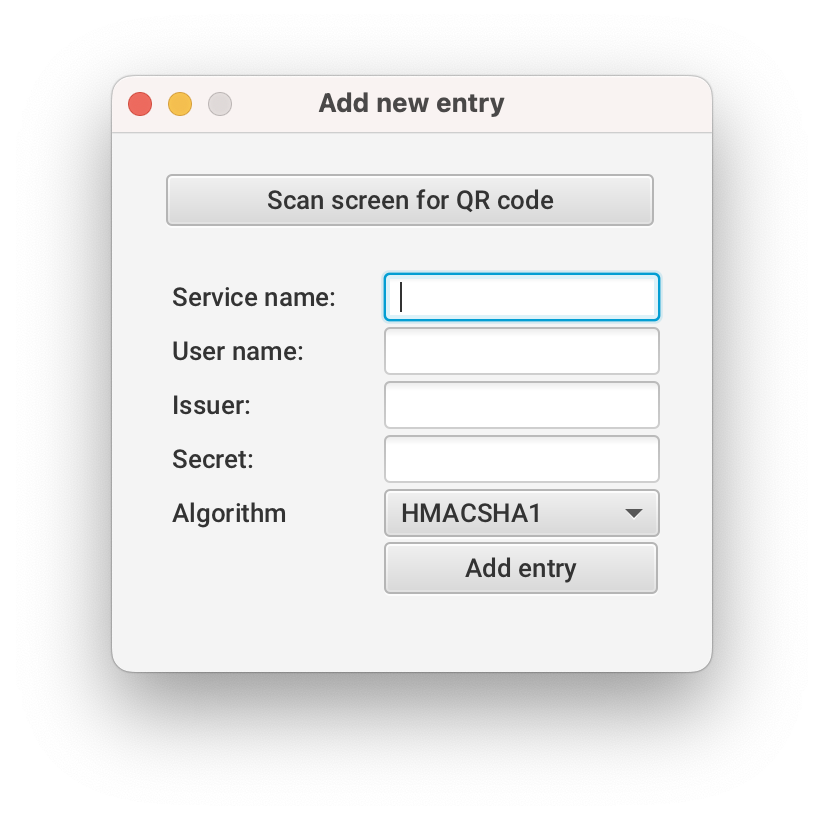 Add new entry
Scan screen for QR code
Service name:
User name:
Issuer:
Secret:
Algorithm HMACSHA1
Add entry